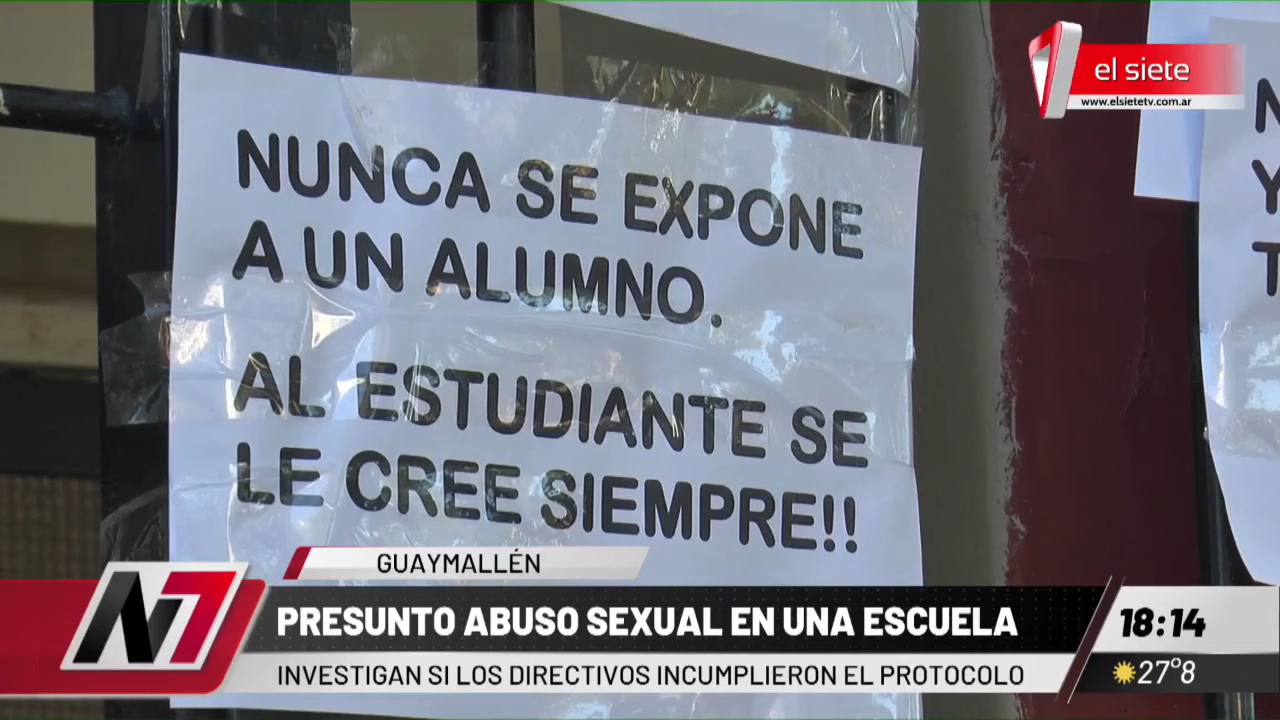 NUNCA SE EXPONE
A UN ALUMNO.
AL ESTUDIANTE SE
LE CREE SIEMPRE!!
el siete
www.elsietetv.com.ar
N
Y
T
GUAYMALLÉN
N7
PRESUNTO ABUSO SEXUAL EN UNA ESCUELA
INVESTIGAN SI LOS DIRECTIVOS INCUMPLIERON EL PROTOCOLO
18:14
27°8